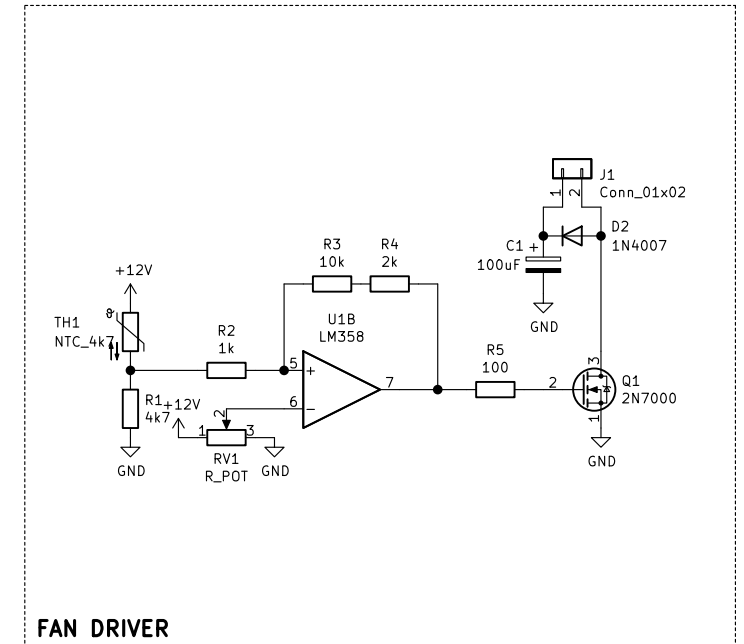 J1
Conn_01x02
1
2
D2
1N4007
C1
+
100uF
GND
R3
10k
R4
2k
+12V
TH1
NTC_4k7
θ
R2
1k
U1B
LM358
5
+
6
−
7
R5
100
2
3
1
Q1
2N7000
GND
R1
4k7
GND
+12V
1
2
3
RV1
R_POT
GND
FAN DRIVER